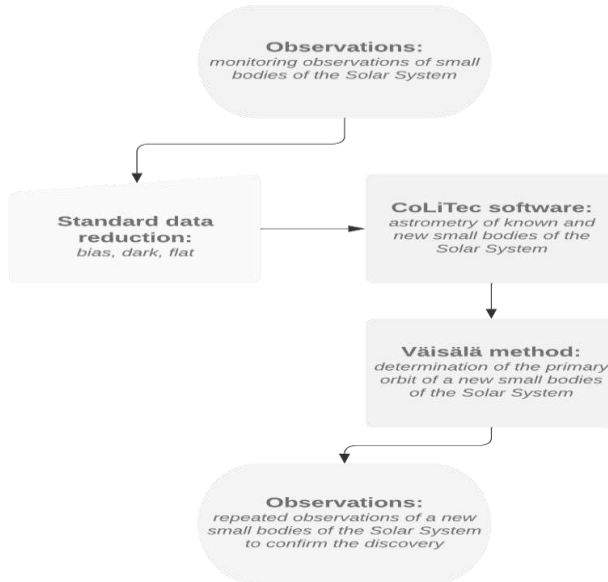 Observations:
monitoring observations of small
bodies of the Solar System
Standard data
reduction:
bias, dark, flat
CoLiTec software:
astrometry of known and
new small bodies of the
Solar System
Väisälä method:
determination of the primary
orbit of a new small bodies
of the Solar System
Observations:
repeated observations of a new
small bodies of the Solar System
to confirm the discovery